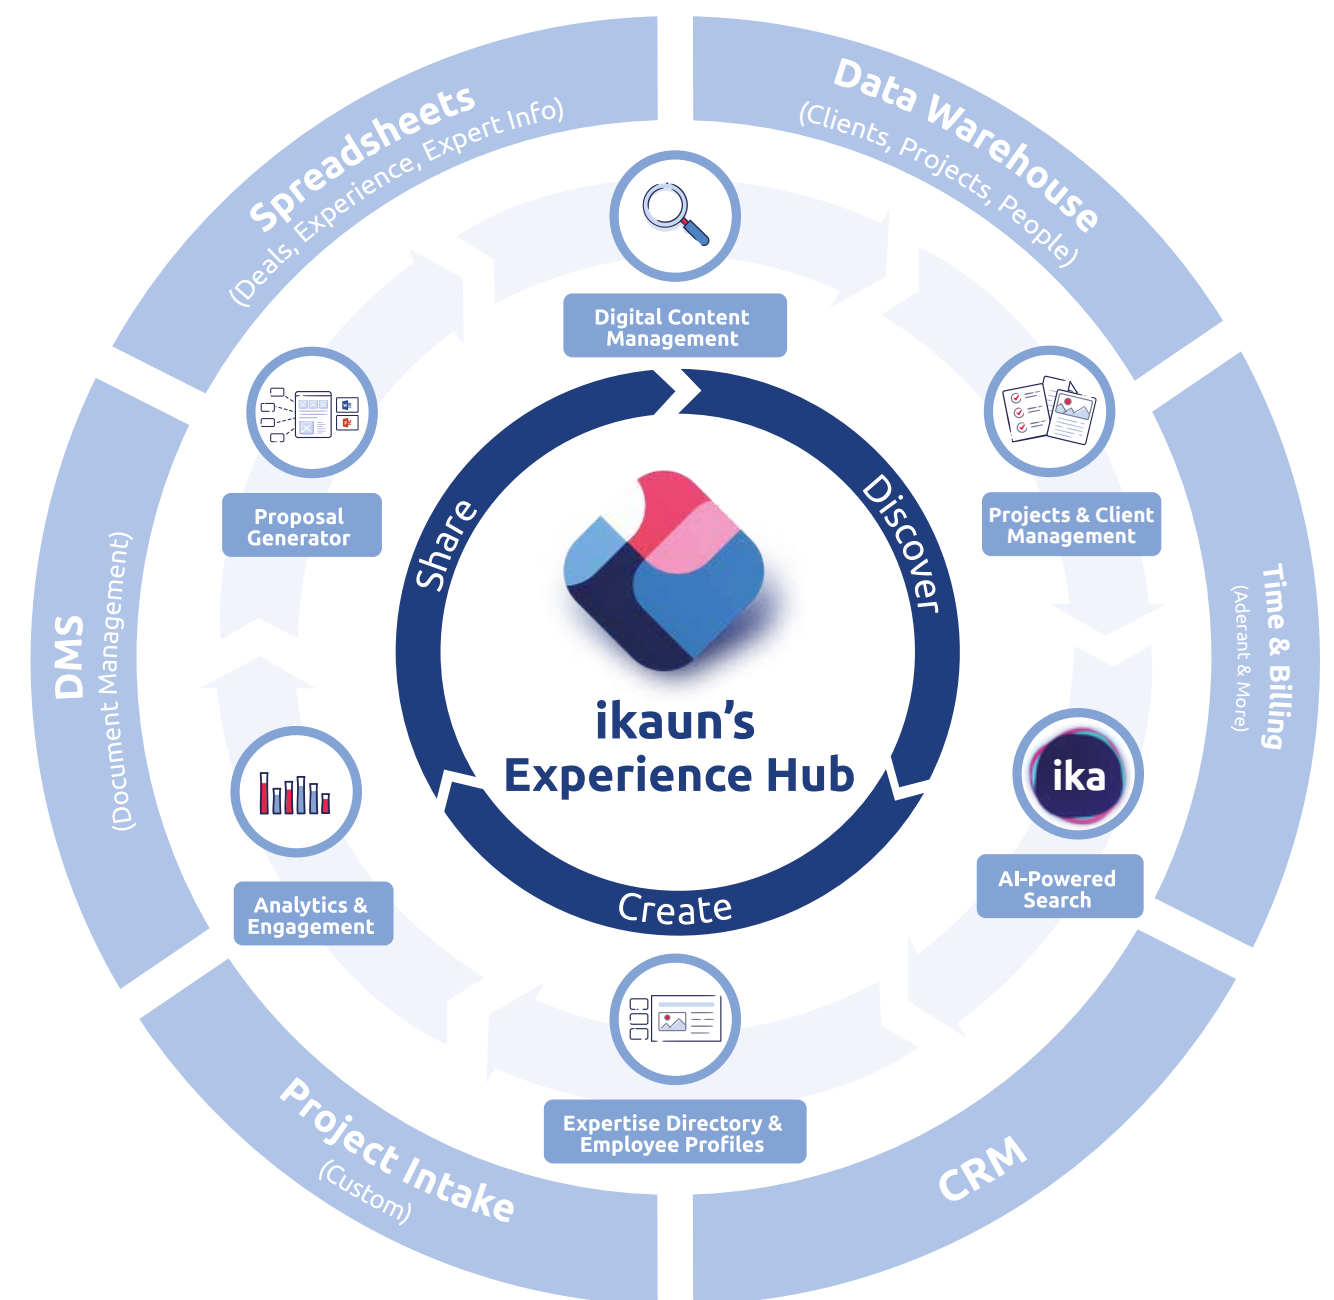 Spreadsheets
(Deals, Experience, Expert Info)
Data Warehouse
(Clients, Projects, People)
Digital Content
Management
Proposal
Generator
Projects & Client
Management
Share
Discover
DMS
(Document Management)
Time & Billing
(Aderant & More)
ikaun's
Experience Hub
ika
AI-Powered
Search
Analytics &
Engagement
Create
Expertise Directory &
Employee Profiles
Project Intake
(Custom)
CRM